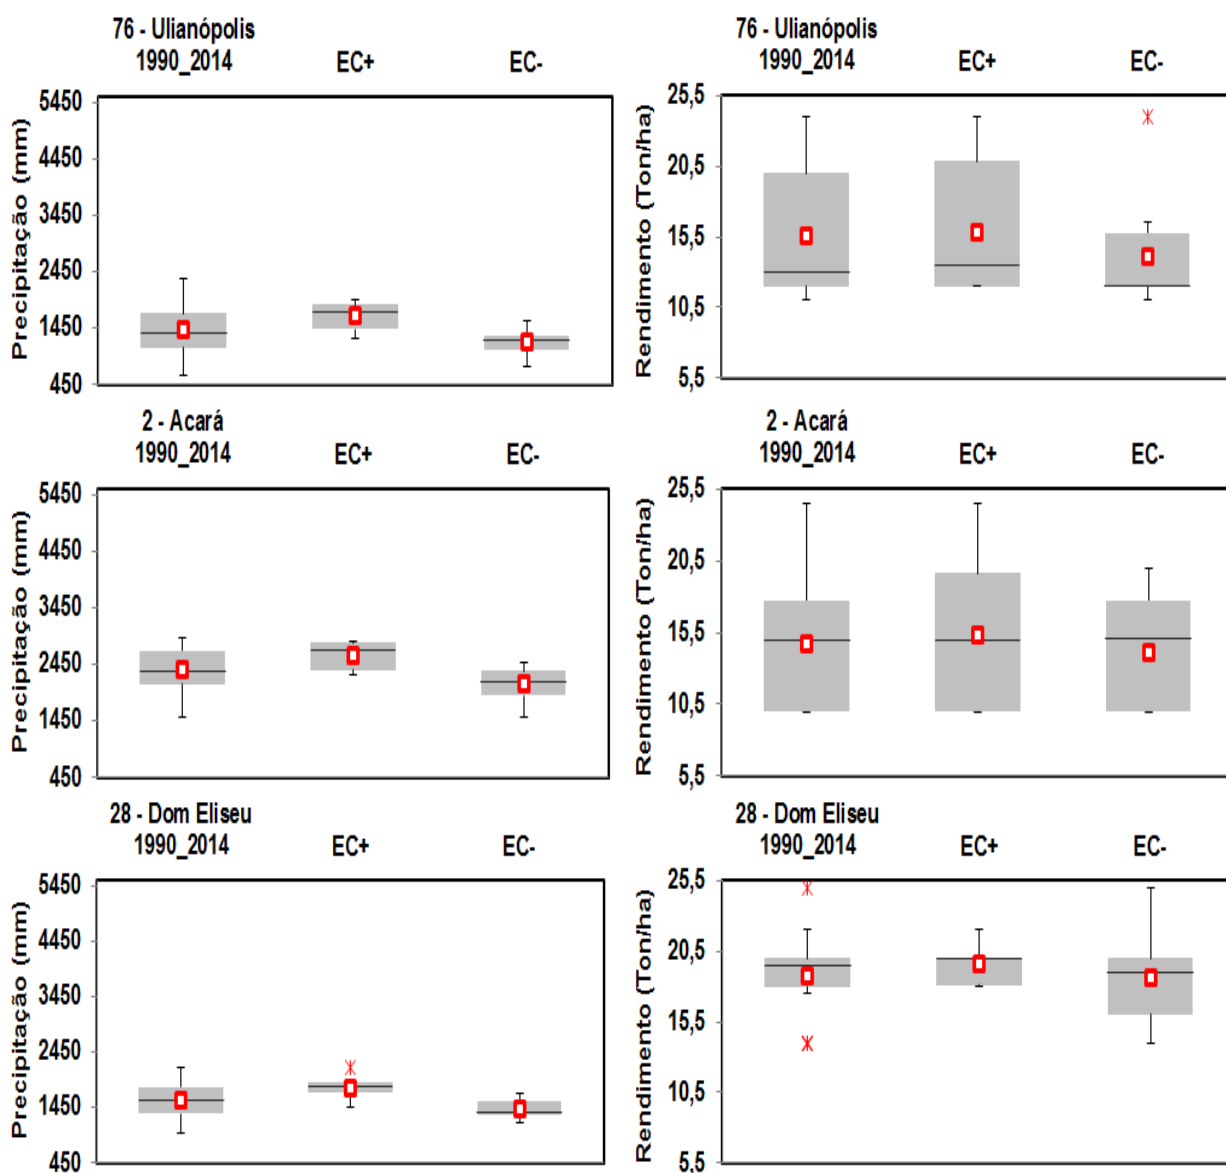 76 - Ulianópolis
1990_2014 EC+ EC-
Precipitação (mm)
5450
4450
3450
2450
1450
450
76 - Ulianópolis
1990_2014 EC+ EC-
Rendimento (Ton/ha)
25,5
20,5
15,5
10,5
5,5
2 - Acará
1990_2014 EC+ EC-
Precipitação (mm)
5450
4450
3450
2450
1450
450
2 - Acará
1990_2014 EC+ EC-
Rendimento (Ton/ha)
25,5
20,5
15,5
10,5
5,5
28 - Dom Eliseu
1990_2014 EC+ EC-
Precipitação (mm)
5450
4450
3450
2450
1450
450
28 - Dom Eliseu
1990_2014 EC+ EC-
Rendimento (Ton/ha)
25,5
20,5
15,5
10,5
5,5